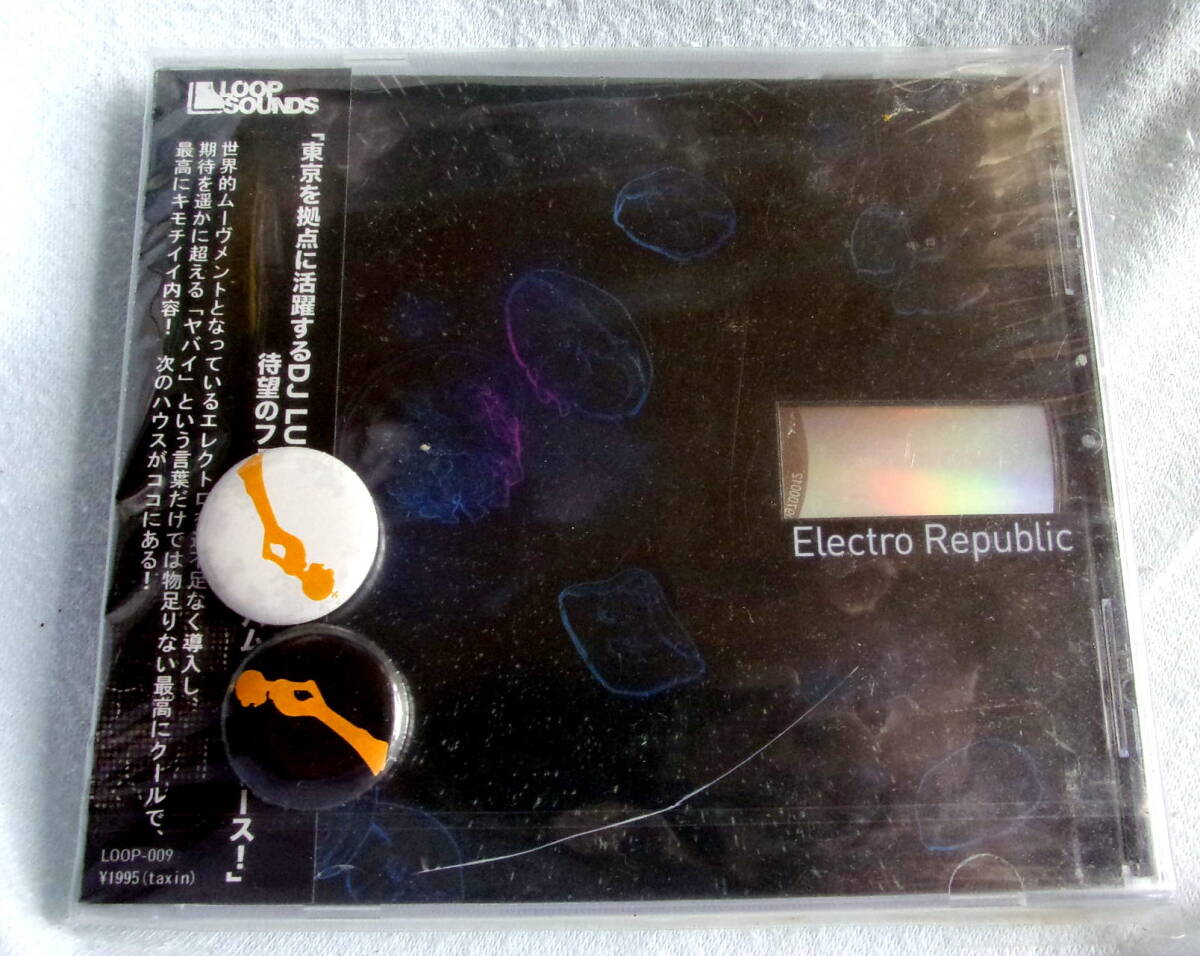 LOOP
SOUNDS
「東京を拠点に活躍するDJ LU
待望のフ
ース!」
世界的ムーヴメントとなっているエレクトロ
足なく導入し、
期待を遥かに超える「ヤバイ」という言葉だけでは物足りない最高にクールで、
最高にキモチイイ内容! 次のハウスがココにある!
LOOP-009
¥1995(taxin)
Electro Republic